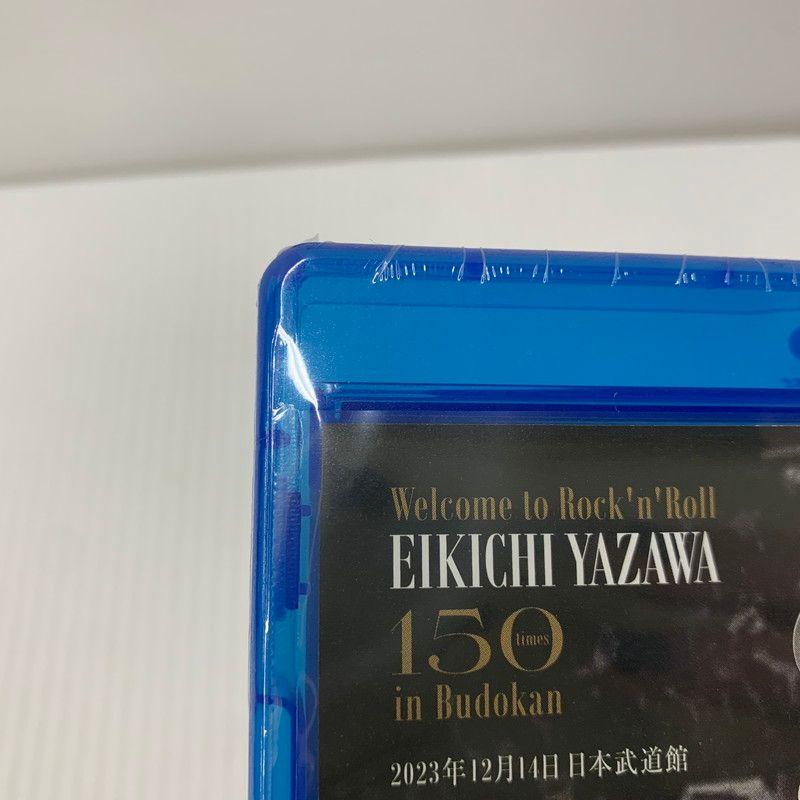 Welcome to Rock'n'Roll
EIKICHI YAZAWA
150
times
in Budokan
2023年12月14日 日本武道館